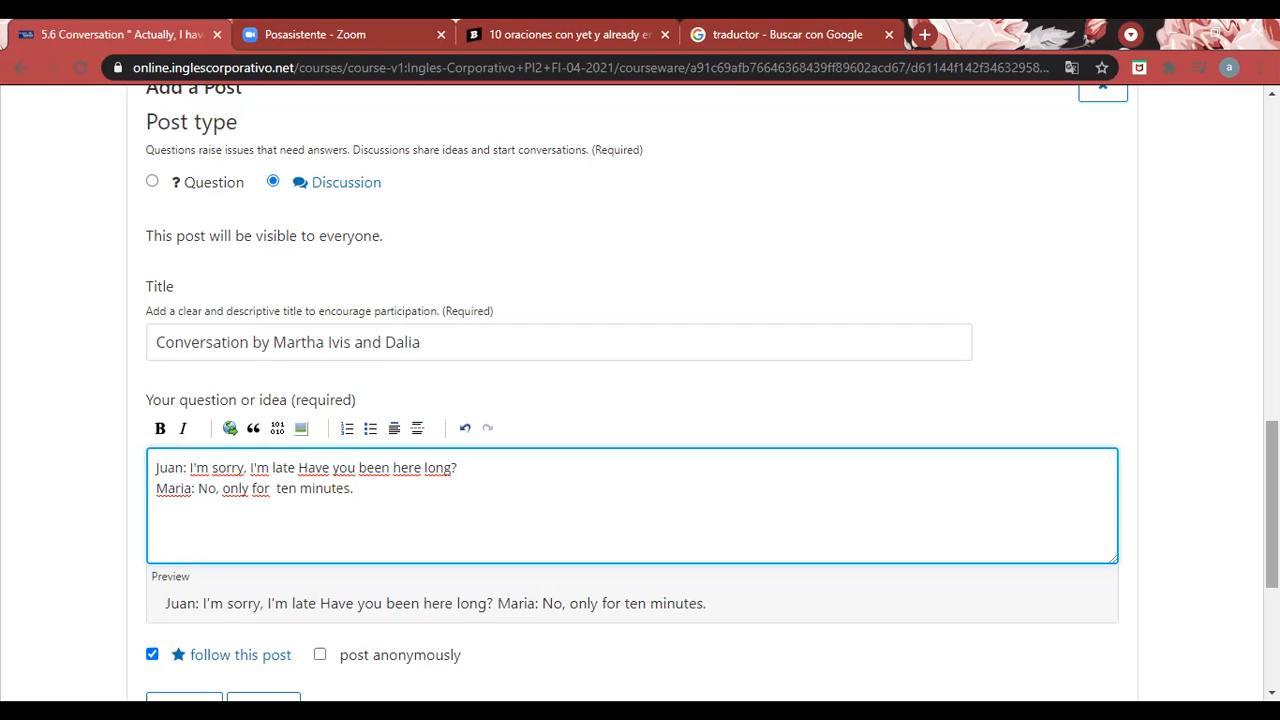 5.6 Conversation " Actually, I hav
Posasistente - Zoom
10 oraciones con yet y already en
traductor - Buscar con Google
online.inglescorporativo.net/courses/course-v1:Ingles-Corporativo+PI2+FI-04-2021/courseware/a91c69afb76646368439ff89602acd67/d61144f142f34632958...
a
Add a Post
Post type
Questions raise issues that need answers. Discussions share ideas and start conversations. (Required)
? Question
Discussion
This post will be visible to everyone.
Title
Add a clear and descriptive title to encourage participation. (Required)
Conversation by Martha Ivis and Dalia
Your question or idea (required)
B I
101 010
Juan: I'm sorry, I'm late Have you been here long?
Maria: No, only for  ten minutes.
Preview
Juan: I'm sorry, I'm late Have you been here long? Maria: No, only for ten minutes.
follow this post
post anonymously